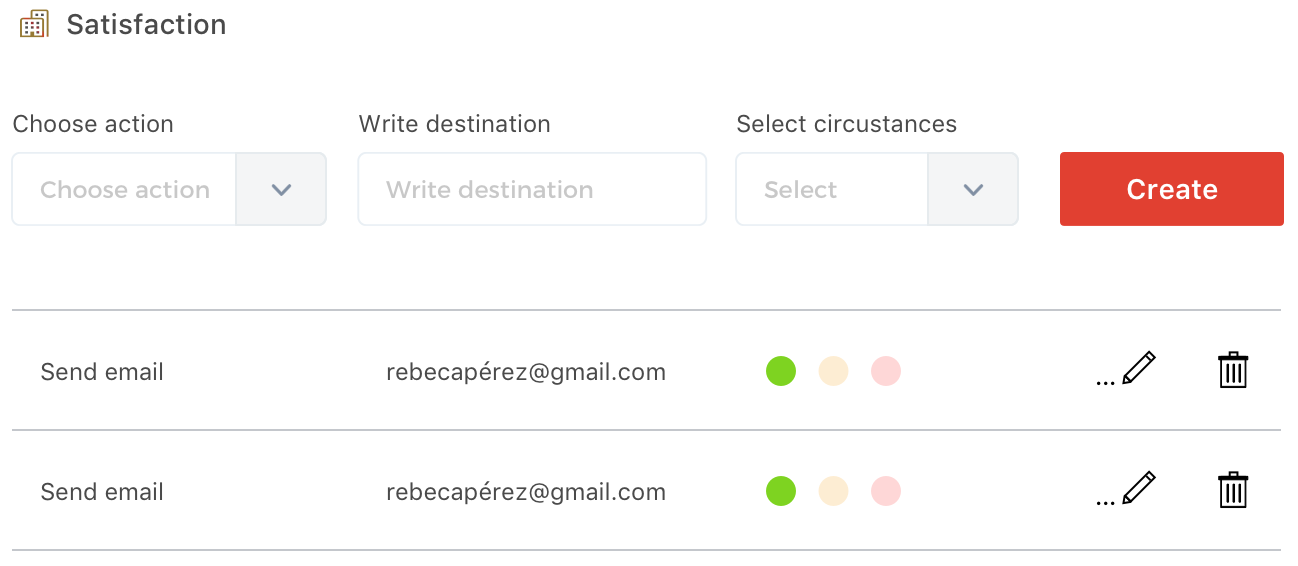 Satisfaction
Choose action
Write destination
Select circustances
Choose action
Write destination
Select
Create
Send email
rebecapérez@gmail.com
...
Send email
rebecapérez@gmail.com
...